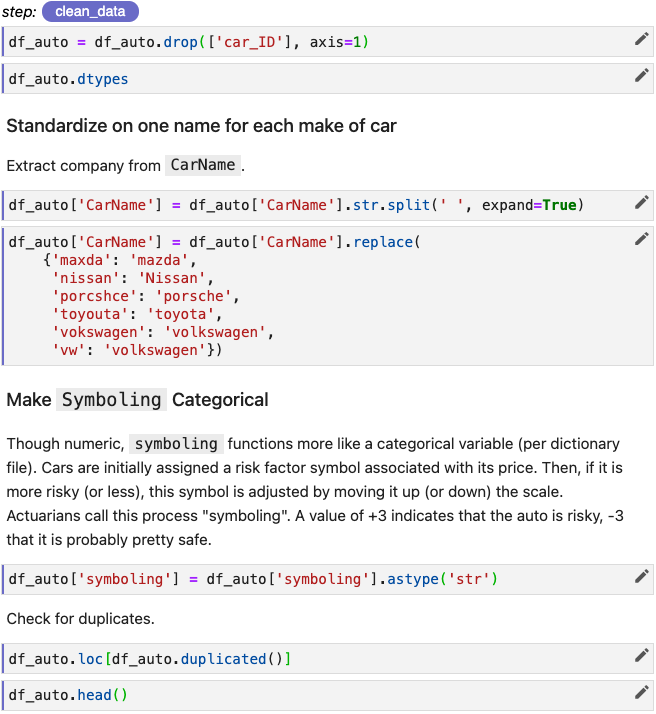 step: clean_data
df_auto = df_auto.drop(['car_ID'], axis=1)
df_auto.dtypes
Standardize on one name for each make of car
Extract company from CarName.
df_auto['CarName'] = df_auto['CarName'].str.split(' ', expand=True)
df_auto['CarName'] = df_auto['CarName'].replace(
    {'maxda': 'mazda',
     'nissan': 'Nissan',
     'porcshce': 'porsche',
     'toyouta': 'toyota',
     'vokswagen': 'volkswagen',
     'vw': 'volkswagen'})
Make Symboling Categorical
Though numeric, symboling functions more like a categorical variable (per dictionary
file). Cars are initially assigned a risk factor symbol associated with its price. Then, if it is
more risky (or less), this symbol is adjusted by moving it up (or down) the scale.
Actuarians call this process "symboling". A value of +3 indicates that the auto is risky, -3
that it is probably pretty safe.
df_auto['symboling'] = df_auto['symboling'].astype('str')
Check for duplicates.
df_auto.loc[df_auto.duplicated()]
df_auto.head()